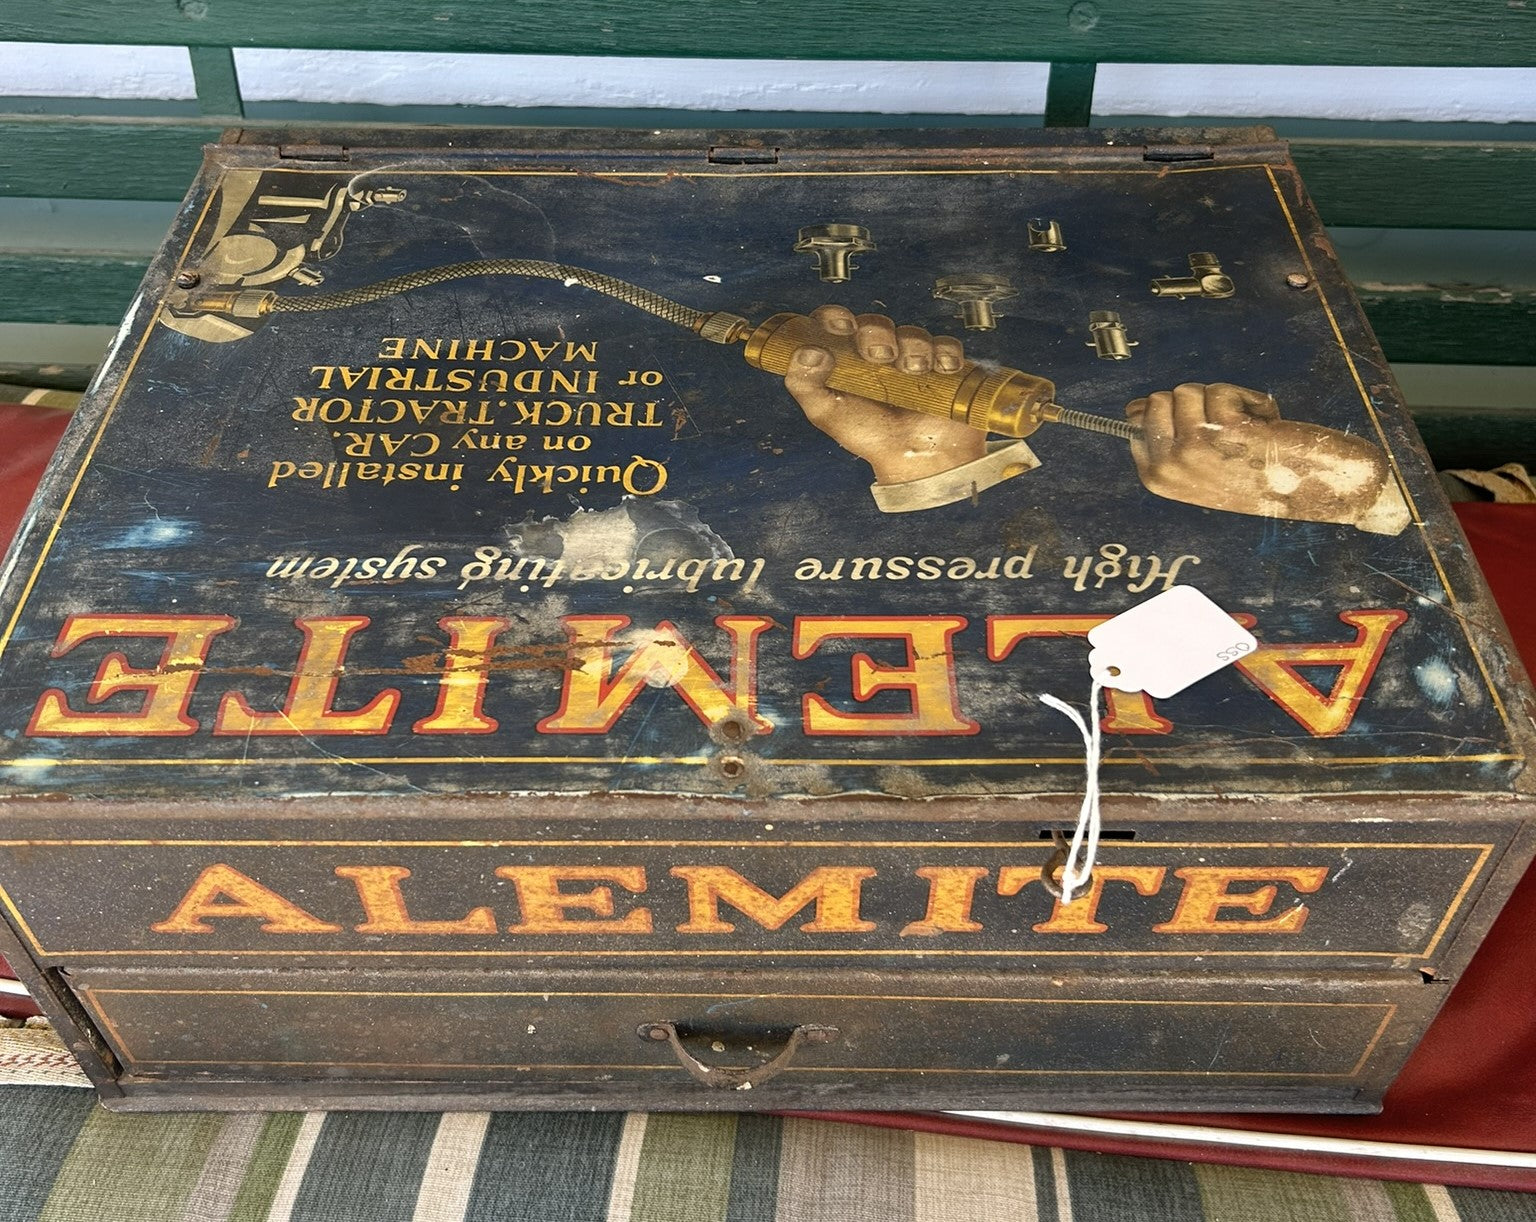 ALEMITE
High pressure lubricating system
Quickly installed
on any CAR,
TRUCK, TRACTOR
or INDUSTRIAL
MACHINE
ALEMITE